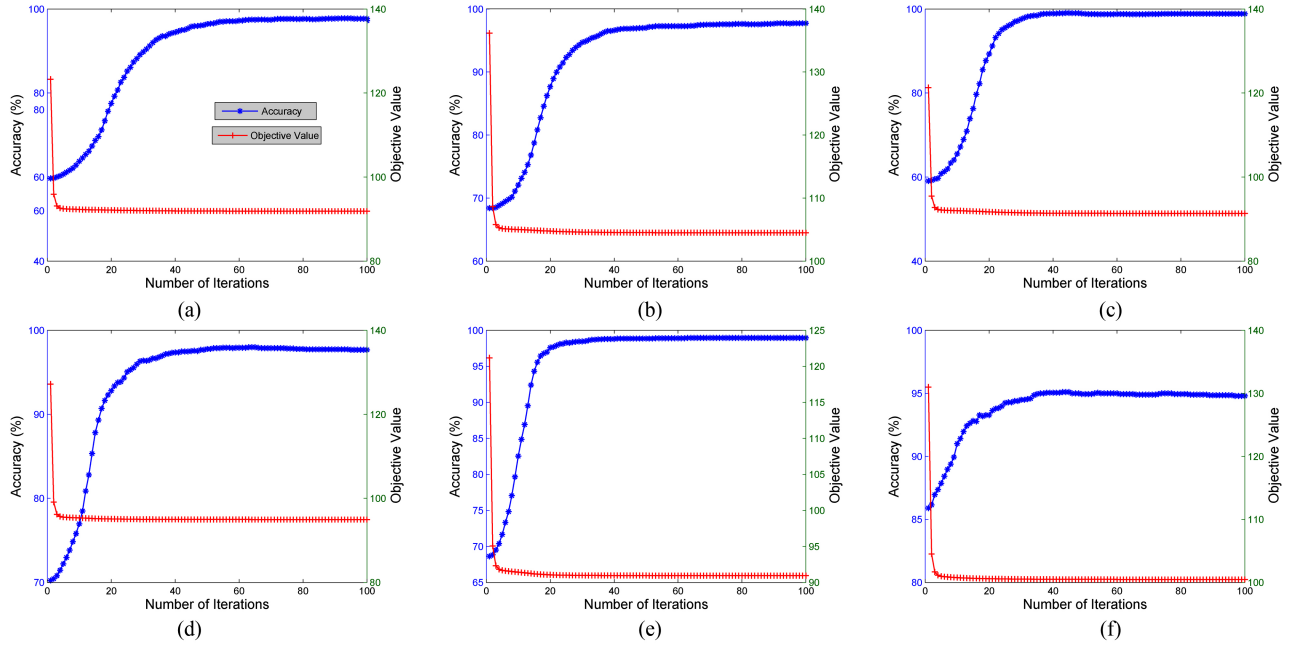 100
80
80
60
60
40
Accuracy (%)
Accuracy
Objective Value
140
120
100
80
Objective Value
0 20 40 60 80 100
Number of Iterations
(a)
100
90
80
70
60
Accuracy (%)
140
130
120
110
100
Objective Value
0 20 40 60 80 100
Number of Iterations
(b)
100
80
60
40
Accuracy (%)
140
120
100
80
Objective Value
0 20 40 60 80 100
Number of Iterations
(c)
100
90
80
70
Accuracy (%)
140
120
100
80
Objective Value
0 20 40 60 80 100
Number of Iterations
(d)
100
95
90
85
80
75
70
65
Accuracy (%)
125
120
115
110
105
100
95
90
Objective Value
0 20 40 60 80 100
Number of Iterations
(e)
100
95
90
85
80
Accuracy (%)
140
130
120
110
100
Objective Value
0 20 40 60 80 100
Number of Iterations
(f)